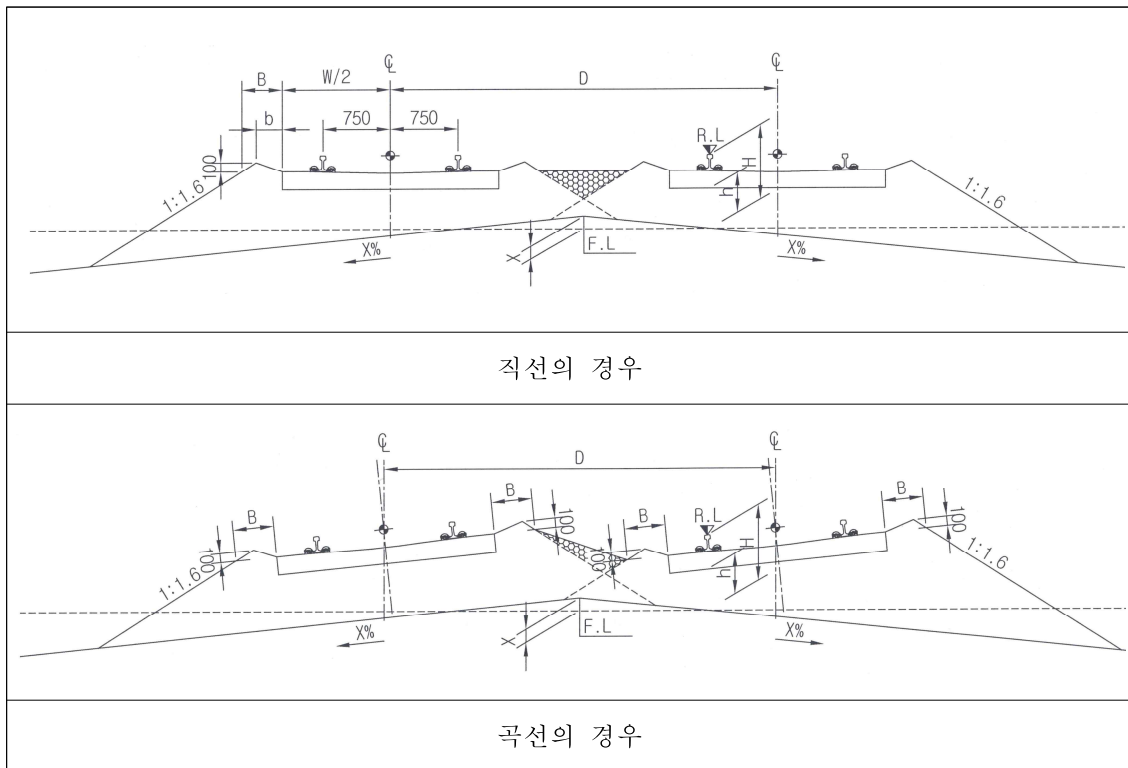 ℄ ℄
B W/2 D
b 750 750 R.L
100 H
h
1:1.6 1:1.6
X% X F.L X%
직선의 경우
℄ ℄
D
B B B R.L B
100 100 100 H 100
h
1:1.6 1:1.6
X% X F.L X%
곡선의 경우